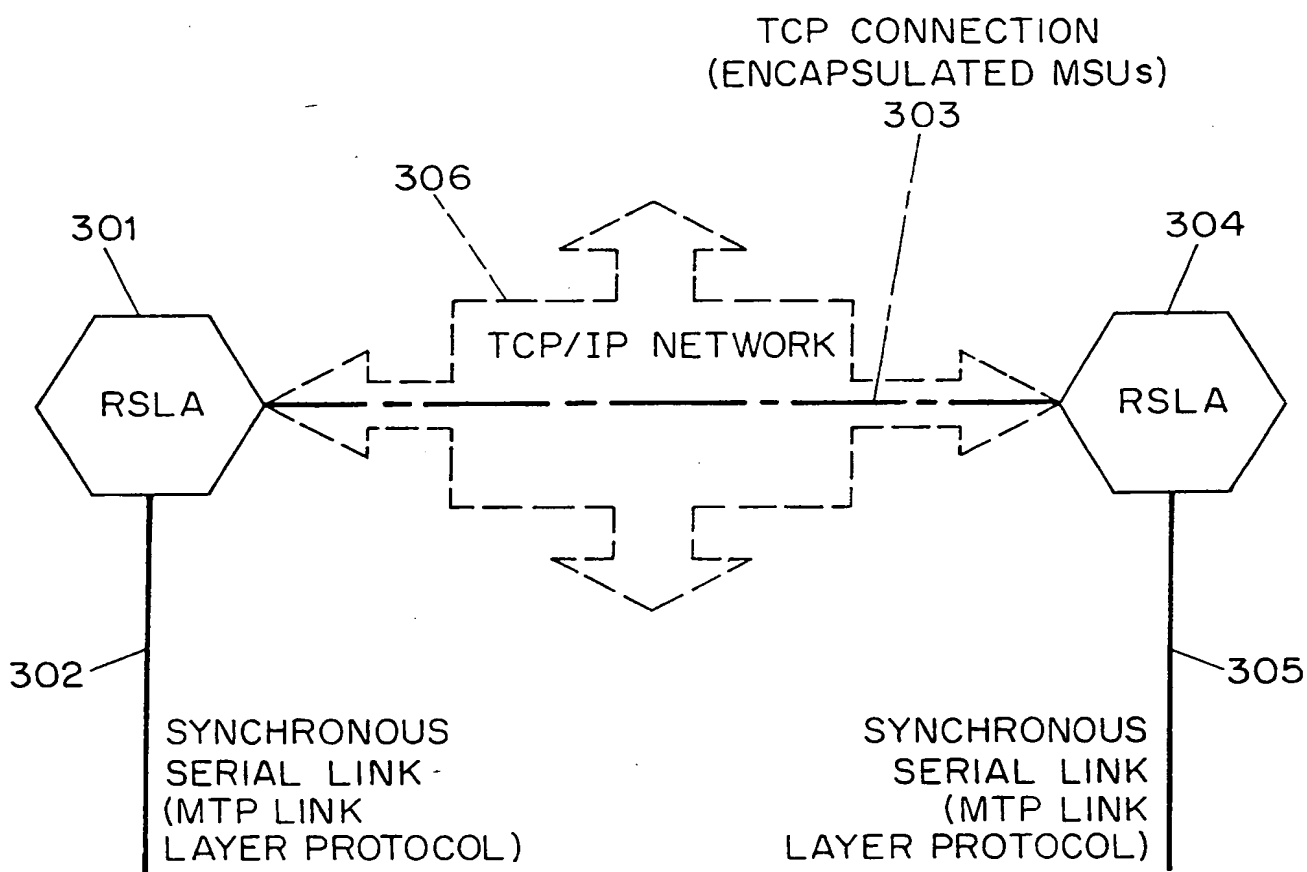 TCP CONNECTION
(ENCAPSULATED MSUs)
303
306
301
304
TCP/IP NETWORK
RSLA
RSLA
302
305
SYNCHRONOUS
SERIAL LINK
(MTP LINK
LAYER PROTOCOL)
SYNCHRONOUS
SERIAL LINK
(MTP LINK
LAYER PROTOCOL)